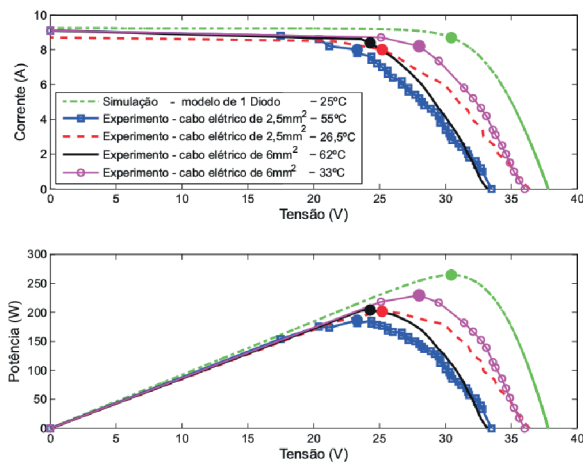 10
8
6
4
2
0
Corrente (A)
Simulação - modelo de 1 Diodo - 25ºC
Experimento - cabo elétrico de 2,5mm² - 55ºC
Experimento - cabo elétrico de 2,5mm² - 26,5ºC
Experimento - cabo elétrico de 6mm² - 62ºC
Experimento - cabo elétrico de 6mm² - 33ºC
0 5 10 15 20 25 30 35 40
Tensão (V)
300
250
200
150
100
50
0
Potência (W)
0 5 10 15 20 25 30 35 40
Tensão (V)